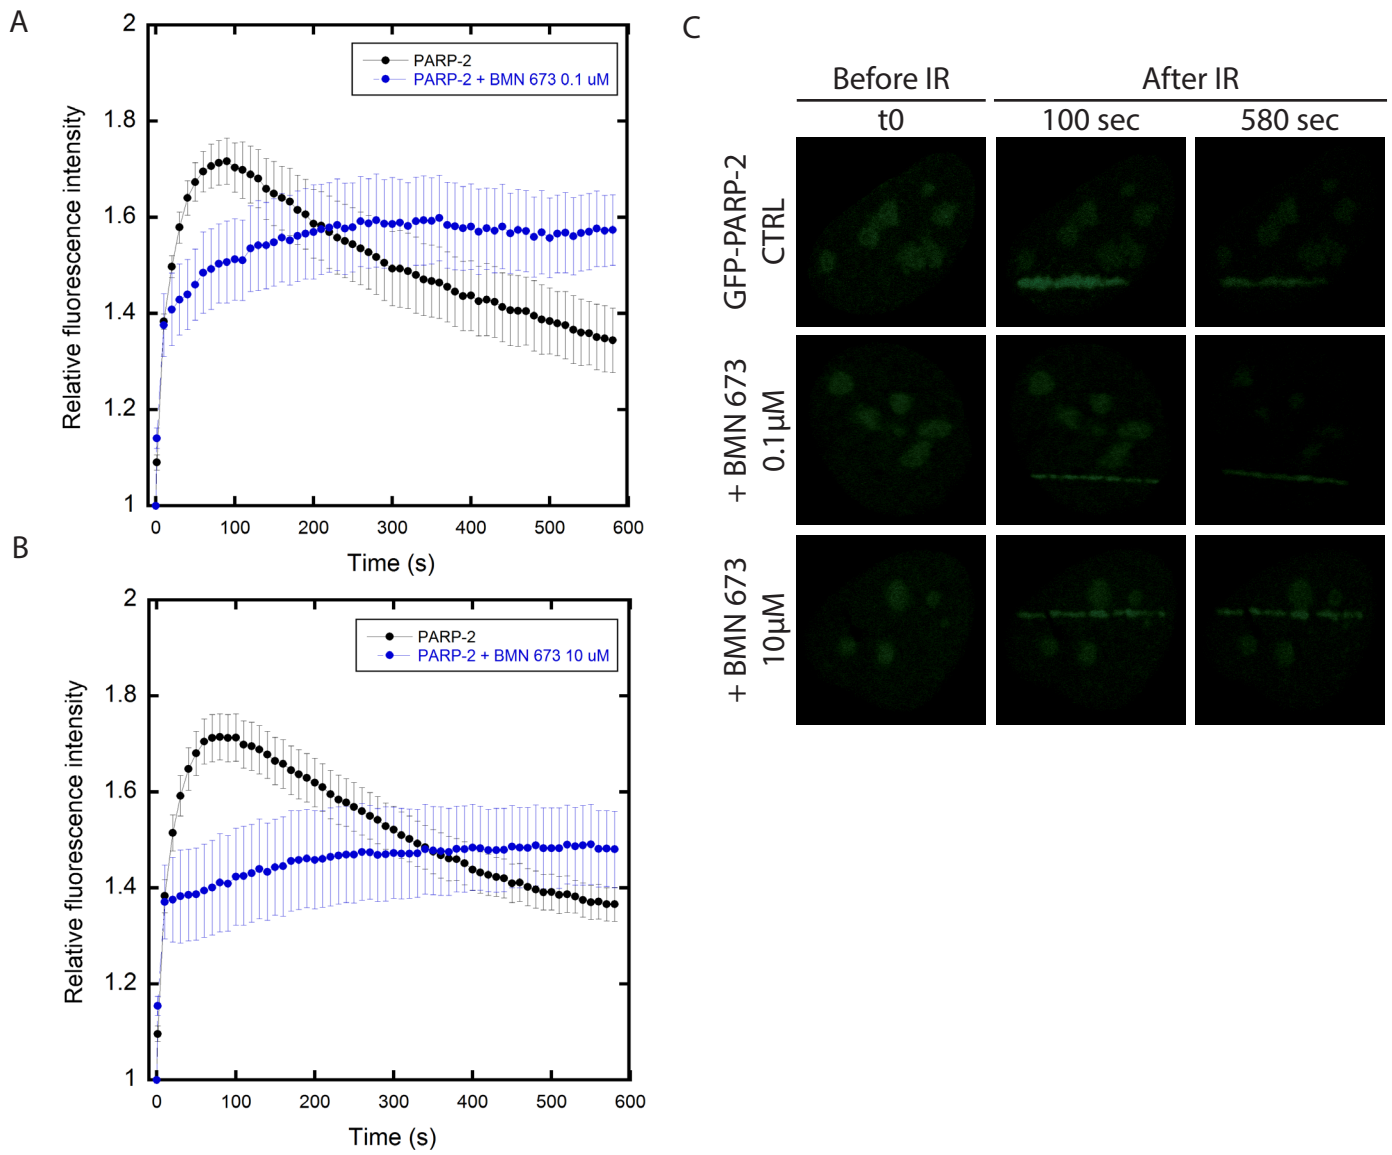 A
2
1.8
1.6
1.4
1.2
1
Relative fluorescence intensity
PARP-2
PARP-2 + BMN 673 0.1 uM
0 100 200 300 400 500 600
Time (s)
B
2
1.8
1.6
1.4
1.2
1
Relative fluorescence intensity
PARP-2
PARP-2 + BMN 673 10 uM
0 100 200 300 400 500 600
Time (s)
C
Before IR After IR
t0 100 sec 580 sec
GFP-PARP-2
CTRL
+ BMN 673
0.1µM
+ BMN 673
10µM